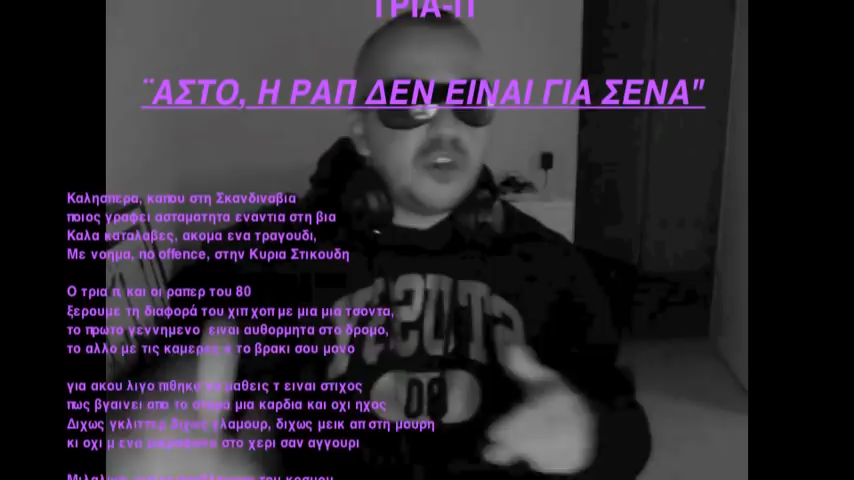 ΤΡΙΑ-Π
¨ΑΣΤΟ, Η ΡΑΠ ΔΕΝ ΕΙΝΑΙ ΓΙΑ ΣΕΝΑ"
Καλησπερα, καπου στη Σκανδιναβια
ποιος γραφει ασταματητα εναντια στη βια
Καλα καταλαβες, ακομα ενα τραγουδι,
Με νοημα, no offence, στην Κυρια Στικουδη
Ο τρια π, και οι ραπερ του 80
ξερουμε τη διαφορά του χιπ χοπ με μια μια τσοντα,
το πρωτο γεννημενο ειναι αυθορμητα στο δρομο,
το αλλο με τις καμερες κ το βρακι σου μονο
για ακου λιγο πιθηκε να μαθεις τ ειναι στιχος
πως βγαινει απο το στομα μια καρδια και οχι ηχος
Διχως γκλιττερ διχως γλαμουρ, διχως μεικ απ στη μουρη
κι οχι μ ενα μικροφωνο στο χερι σαν αγγουρι
του κοσμου